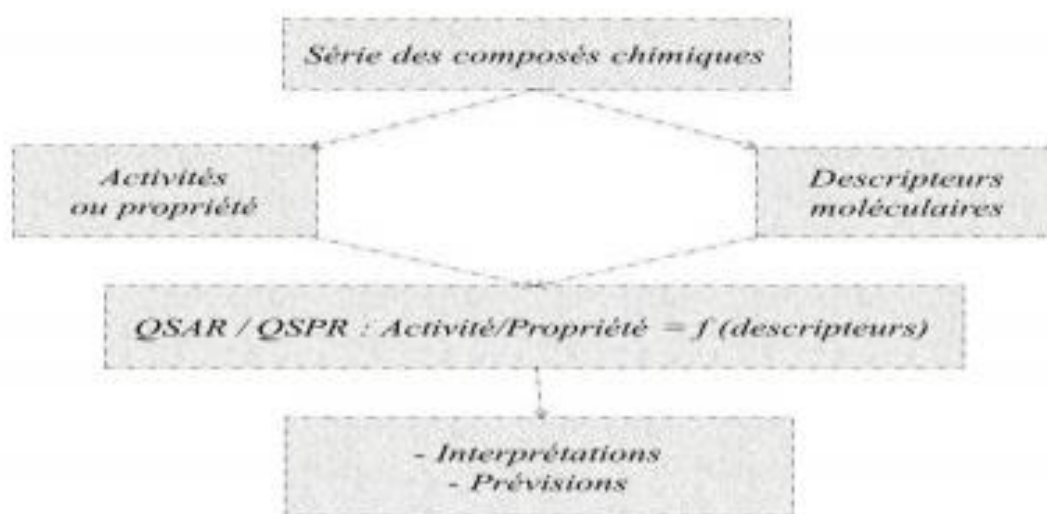 Série des composés chimiques
Activités
ou propriété
Descripteurs
moléculaires
QSAR / QSPR : Activité/Propriété = f (descripteurs)
- Interprétations
- Prévisions